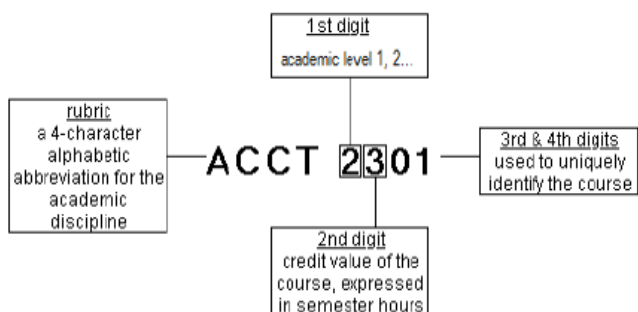 1st digit
academic level 1, 2...
rubric
a 4-character
alphabetic
abbreviation for the
academic
discipline
ACCT 2301
3rd & 4th digits
used to uniquely
identify the course
2nd digit
credit value of the
course, expressed
in semester hours